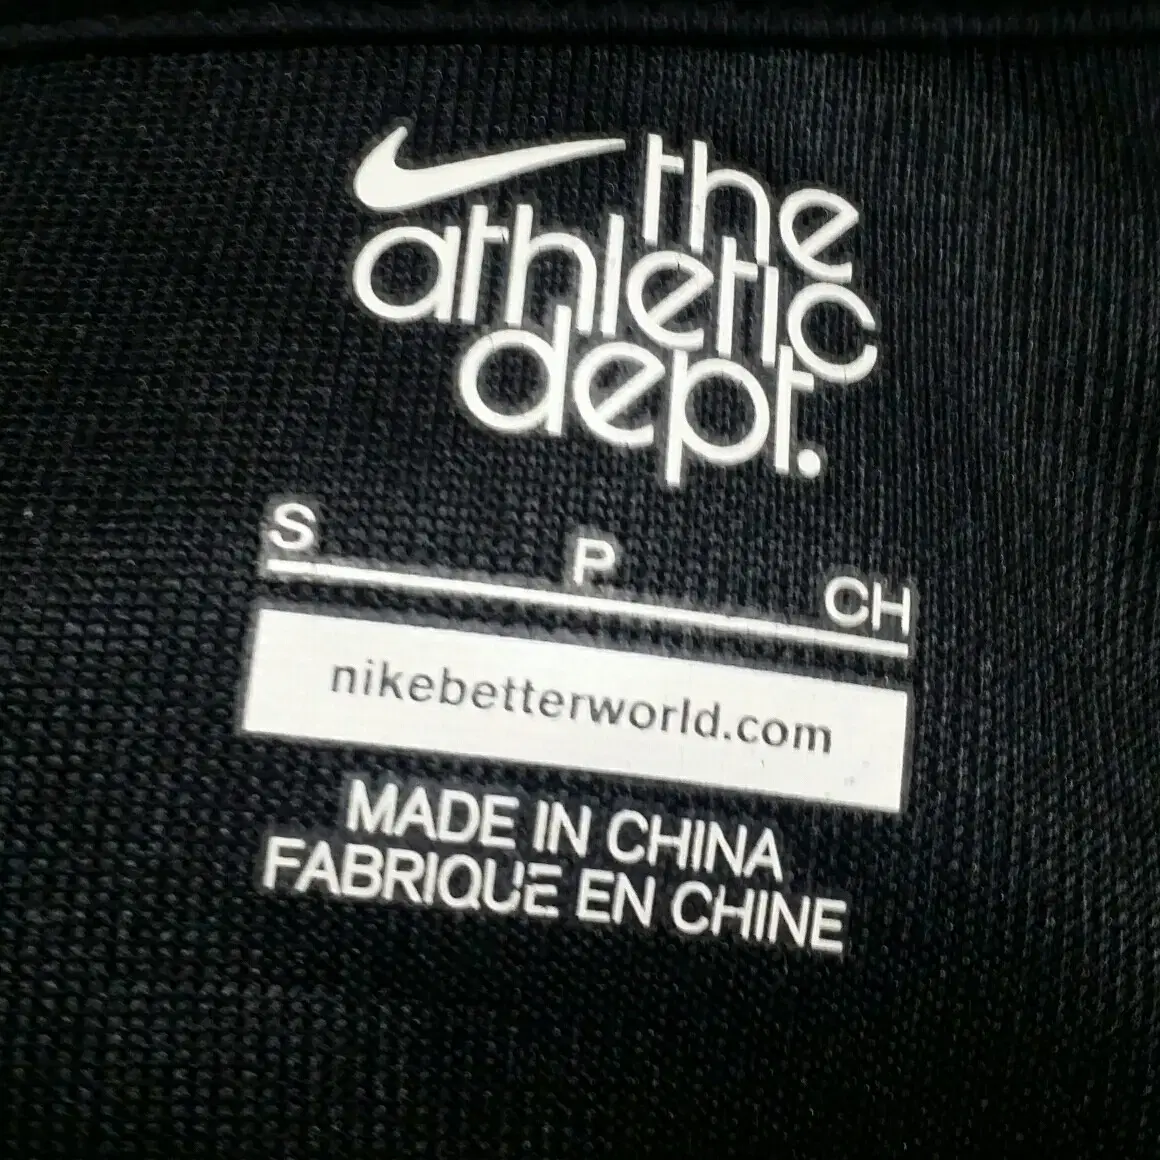 the
athletic
dept.
S P CH
nikebetterworld.com
MADE IN CHINA
FABRIQUE EN CHINE